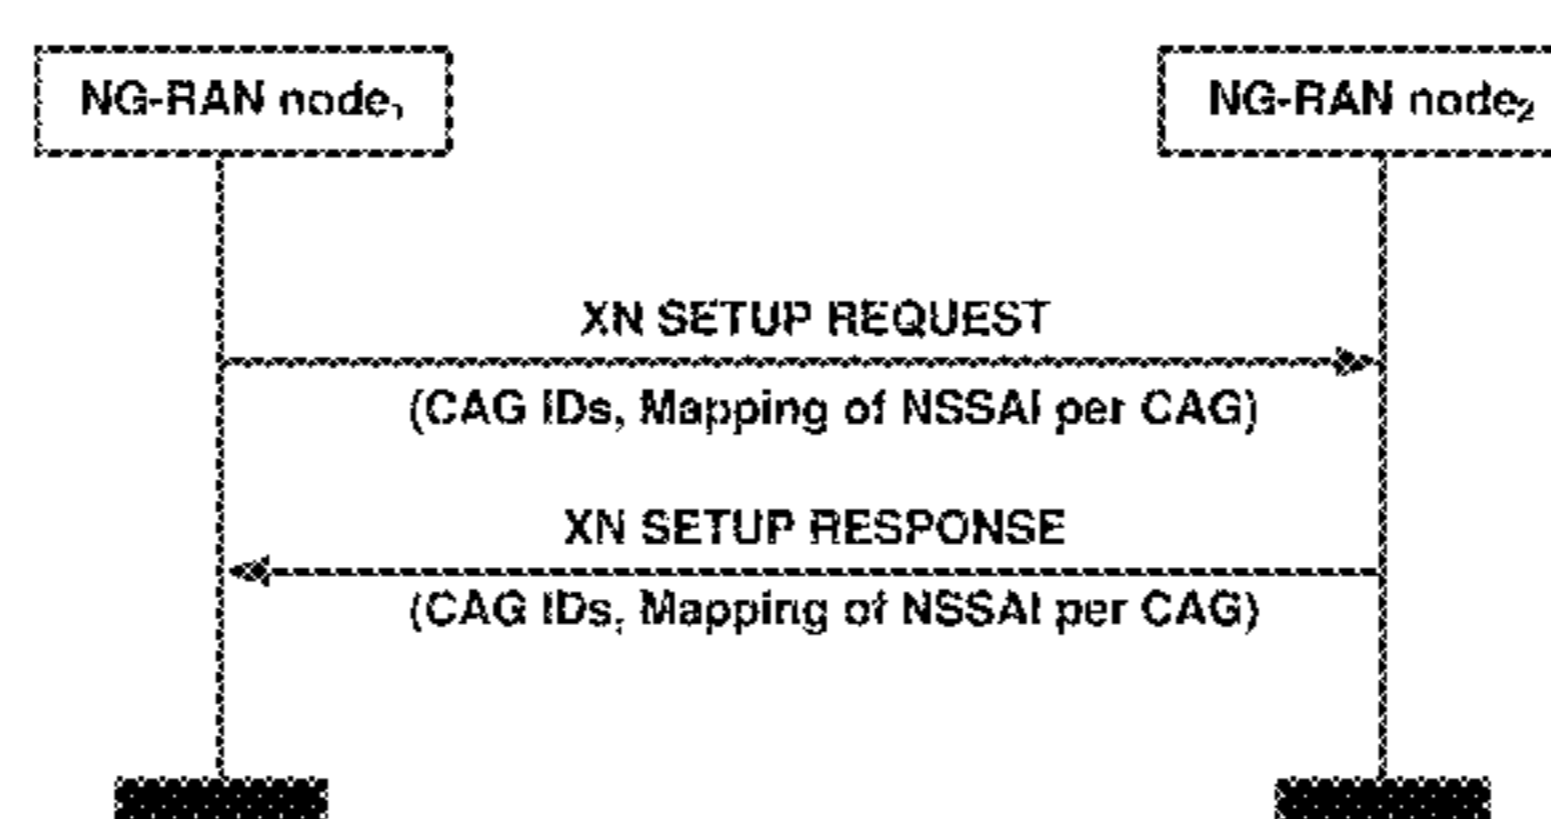 NG-RAN node₁
NG-RAN node₂
XN SETUP REQUEST
(CAG IDs, Mapping of NSSAI per CAG)
XN SETUP RESPONSE
(CAG IDs, Mapping of NSSAI per CAG)